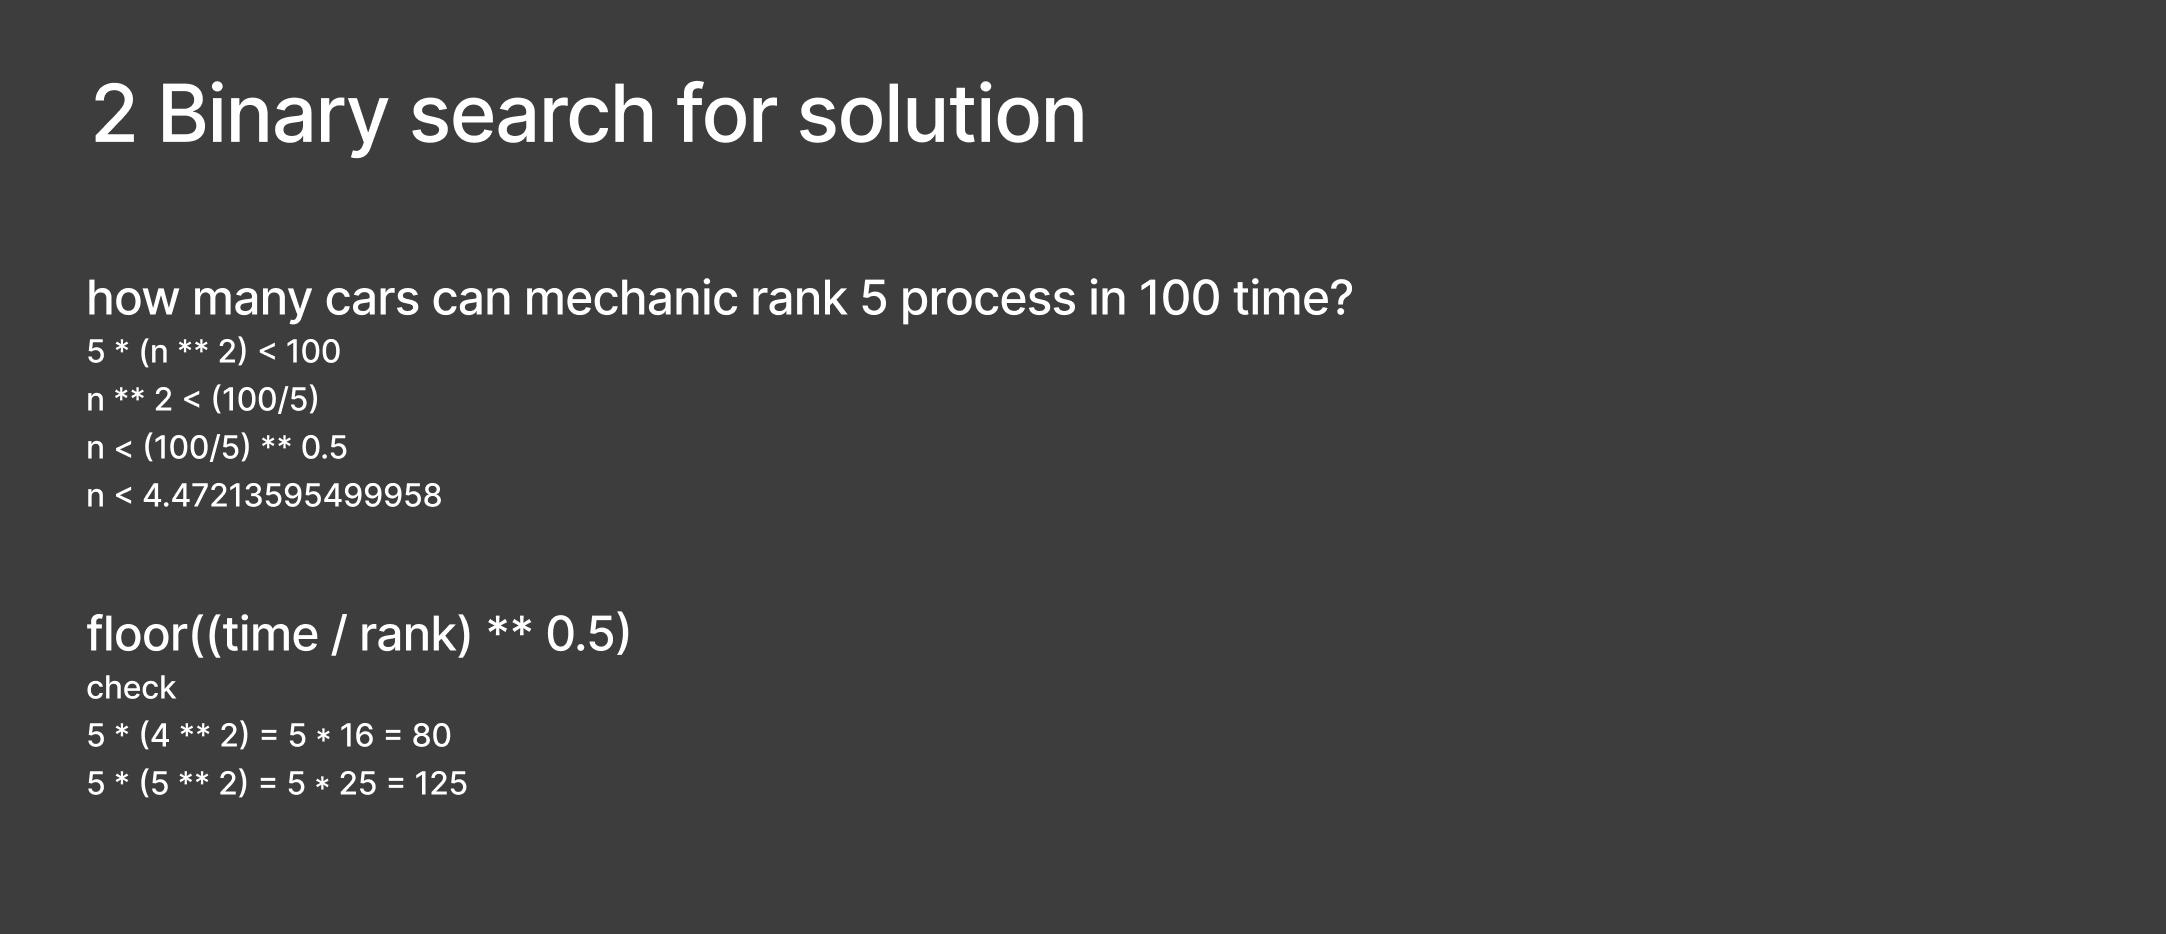 2 Binary search for solution
how many cars can mechanic rank 5 process in 100 time?
5 * (n ** 2) < 100
n ** 2 < (100/5)
n < (100/5) ** 0.5
n < 4.47213595499958
floor((time / rank) ** 0.5)
check
5 * (4 ** 2) = 5 * 16 = 80
5 * (5 ** 2) = 5 * 25 = 125